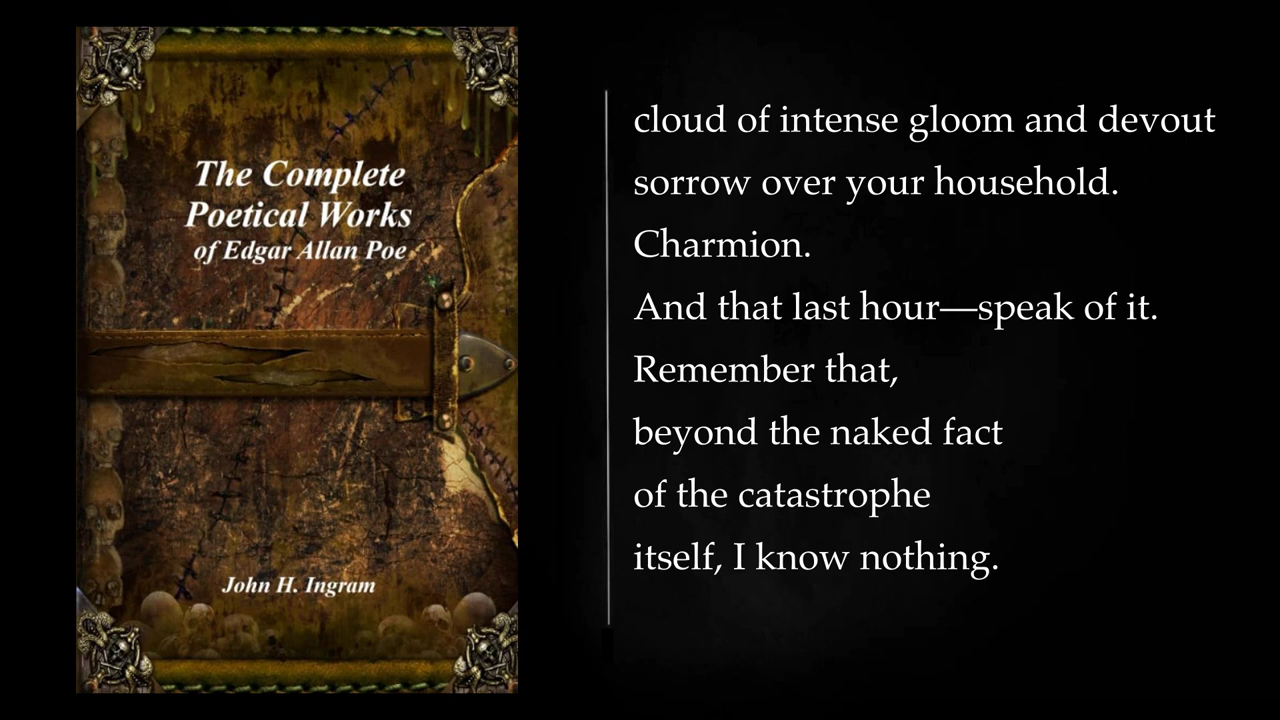 The Complete
Poetical Works
of Edgar Allan Poe
John H. Ingram
cloud of intense gloom and devout
sorrow over your household.
Charmion.
And that last hour—speak of it.
Remember that,
beyond the naked fact
of the catastrophe
itself, I know nothing.